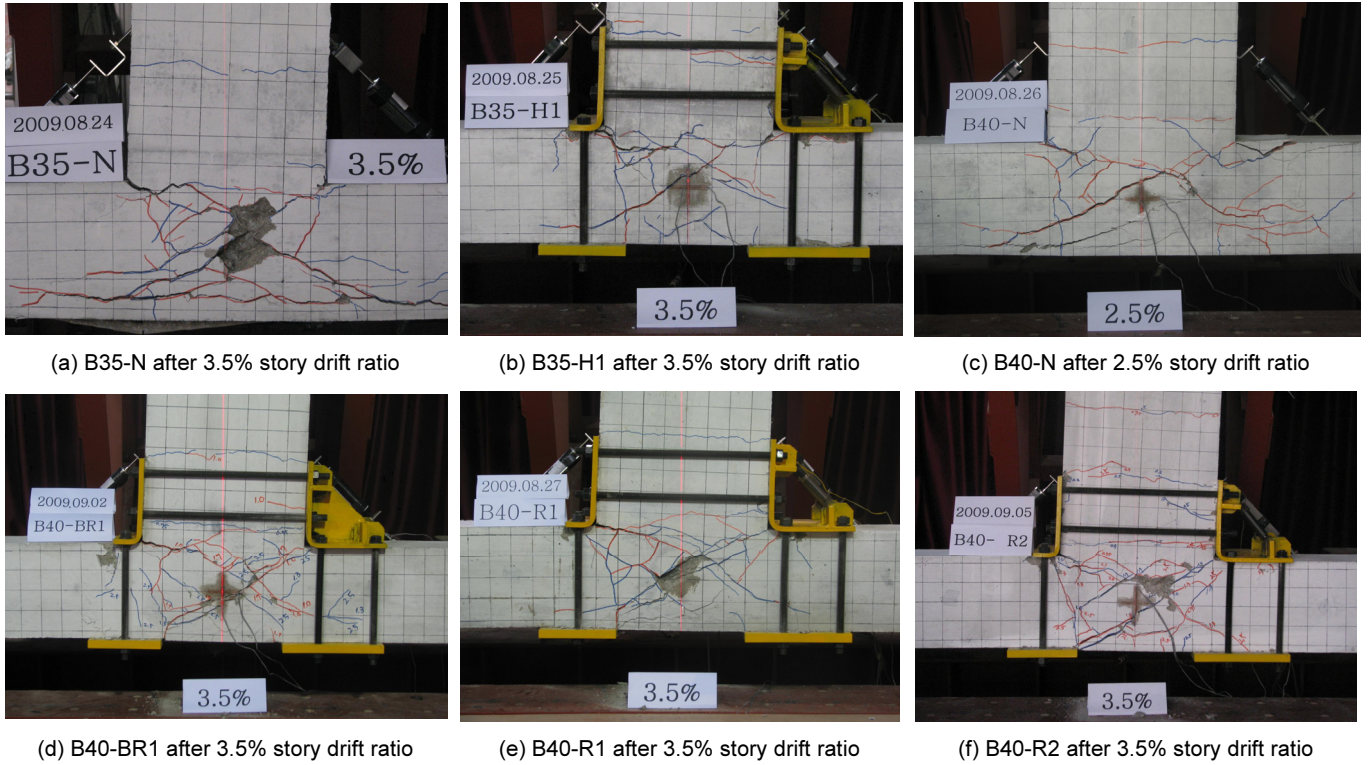 2009.08.24
B35-N
3.5%
2009.08.25
B35-H1
3.5%
2009.08.26
B40-N
2.5%
(a) B35-N after 3.5% story drift ratio
(b) B35-H1 after 3.5% story drift ratio
(c) B40-N after 2.5% story drift ratio
2009.09.02
B40-BR1
3.5%
2009.08.27
B40-R1
3.5%
2009.09.05
B40- R2
3.5%
(d) B40-BR1 after 3.5% story drift ratio
(e) B40-R1 after 3.5% story drift ratio
(f) B40-R2 after 3.5% story drift ratio